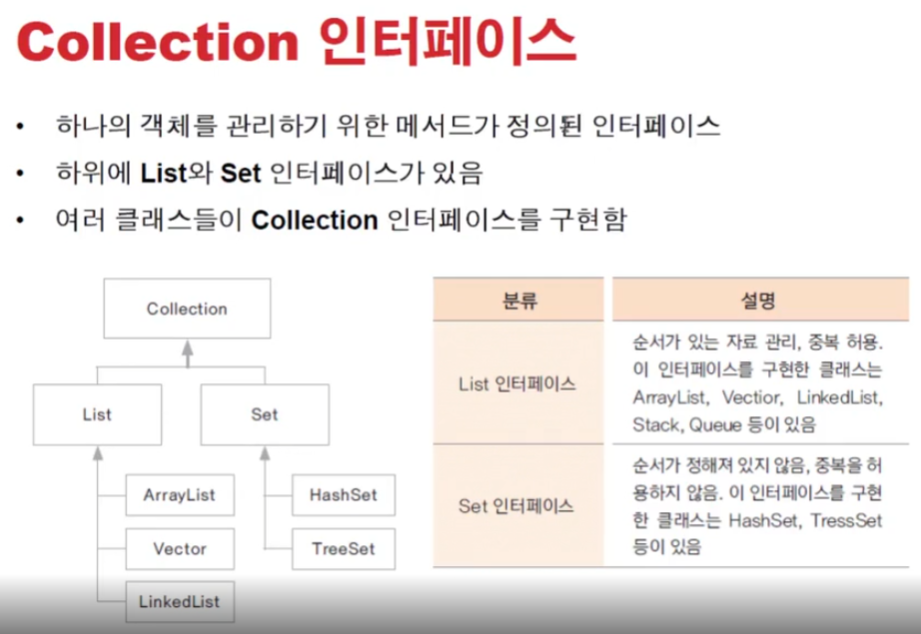 Collection 인터페이스
• 하나의 객체를 관리하기 위한 메서드가 정의된 인터페이스
• 하위에 List와 Set 인터페이스가 있음
• 여러 클래스들이 Collection 인터페이스를 구현함
Collection
List
Set
ArrayList
HashSet
Vector
TreeSet
LinkedList
분류
설명
List 인터페이스
순서가 있는 자료 관리, 중복 허용.
이 인터페이스를 구현한 클래스는
ArrayList, Vectior, LinkedList,
Stack, Queue 등이 있음
Set 인터페이스
순서가 정해져 있지 않음, 중복을 허
용하지 않음. 이 인터페이스를 구현
한 클래스는 HashSet, TressSet
등이 있음